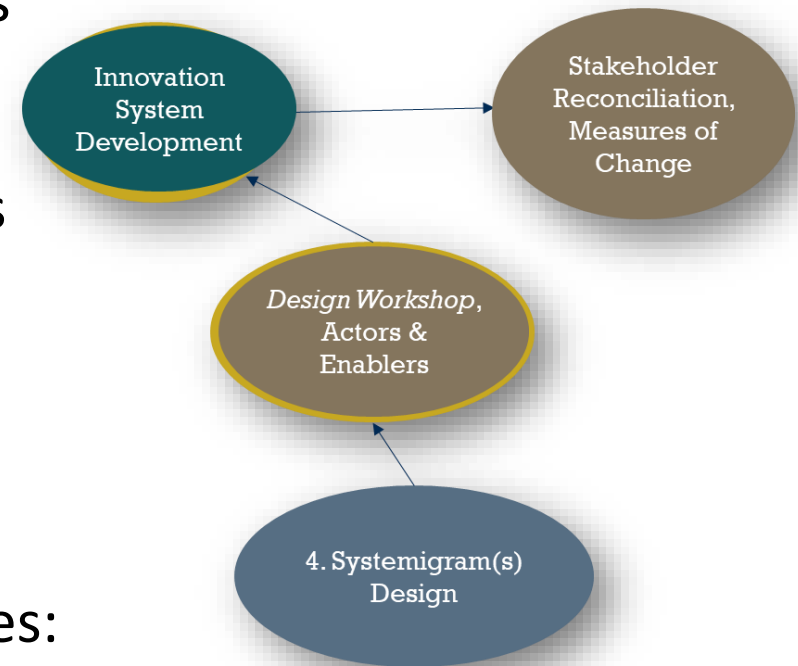 s
Innovation
System
Development
Stakeholder
Reconciliation,
Measures of
Change
s
Design Workshop,
Actors &
Enablers
4. Systemigram(s)
Design
es: